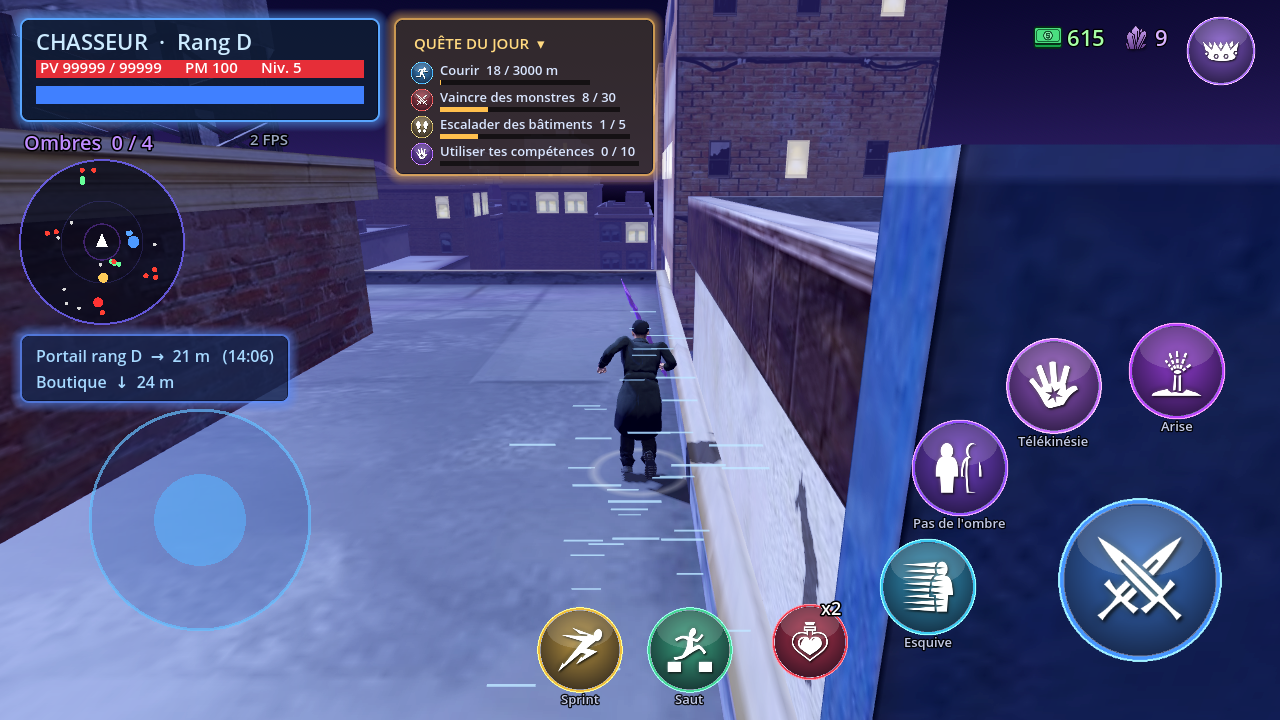 CHASSEUR · Rang D
PV 99999 / 99999 PM 100 Niv. 5
Ombres 0 / 4
2 FPS
QUÊTE DU JOUR ▼
Courir 18 / 3000 m
Vaincre des monstres 8 / 30
Escalader des bâtiments 1 / 5
Utiliser tes compétences 0 / 10
615
9
Portail rang D → 21 m (14:06)
Boutique ↓ 24 m
Télékinésie
Arise
Pas de l'ombre
Esquive
x2
Sprint
Saut